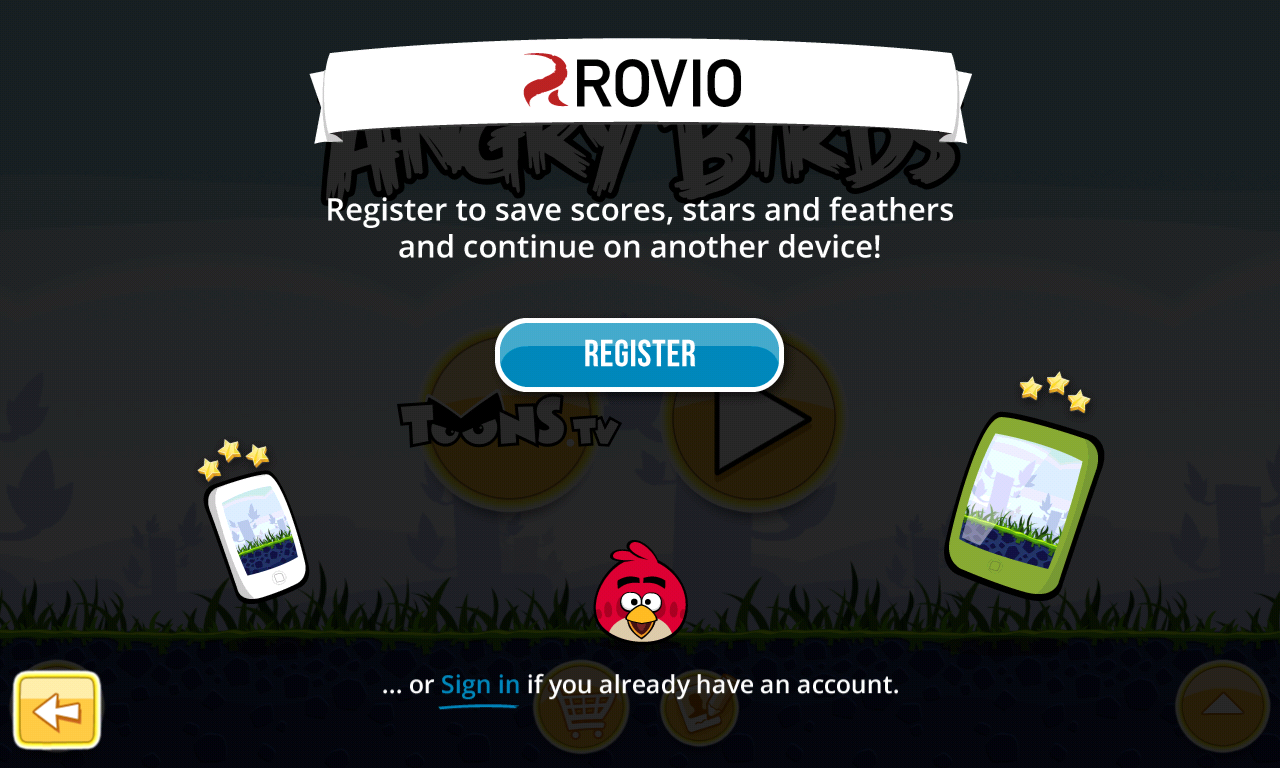 ROVIO
ANGRY BIRDS
Register to save scores, stars and feathers
and continue on another device!
REGISTER
TOONS.TV
... or Sign in if you already have an account.